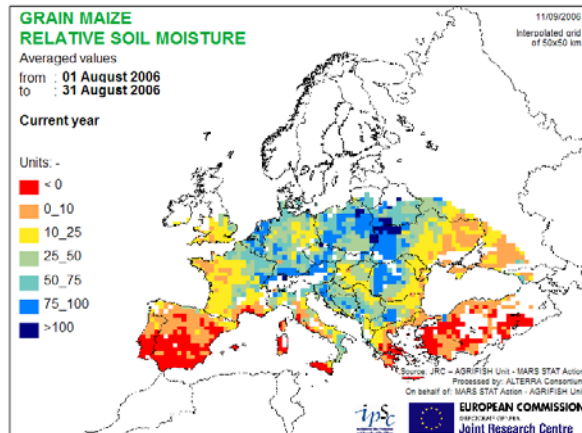 GRAIN MAIZE
RELATIVE SOIL MOISTURE
Averaged values
from : 01 August 2006
to : 31 August 2006
Current year
Units: -
< 0
0_10
10_25
25_50
50_75
75_100
>100
11/09/2006
Interpolated grid
of 50x50 km
Source: JRC – AGRIFISH Unit - MARS STAT Action
Processed by: ALTERRA Consortium
On behalf of: MARS STAT Action - AGRIFISH Unit
ipsc
EUROPEAN COMMISSION
DIRECTORATE GENERAL
Joint Research Centre